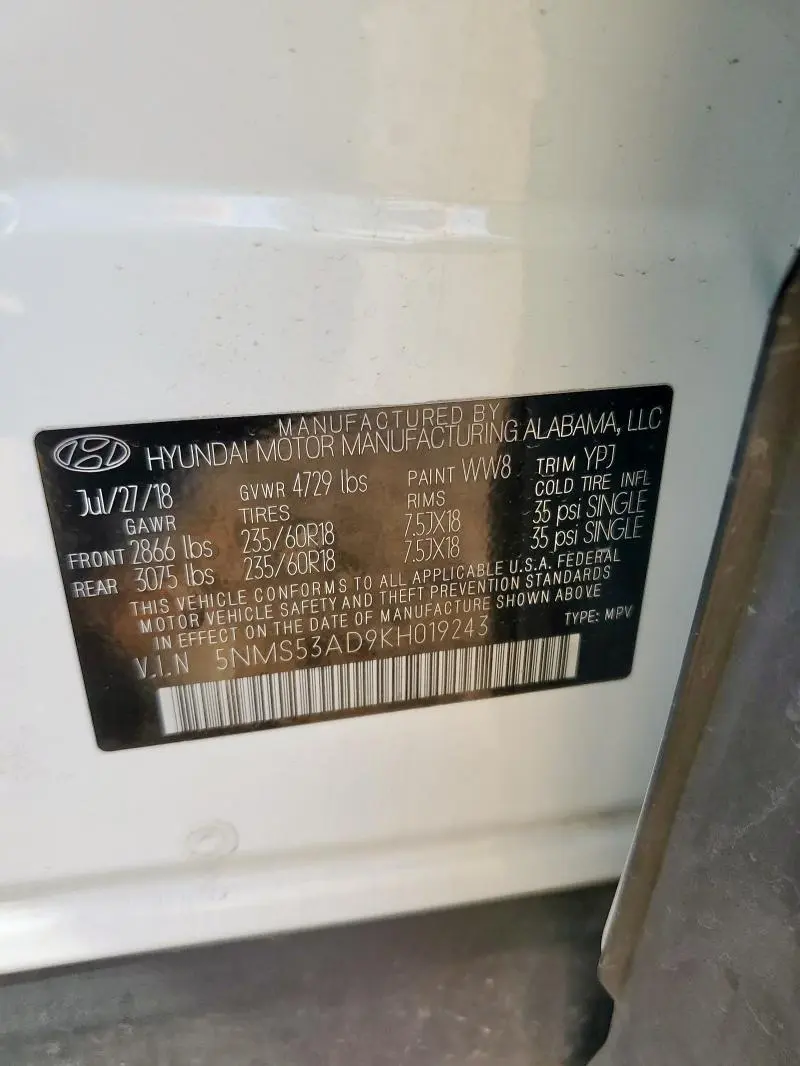 MANUFACTURED BY
HYUNDAI MOTOR MANUFACTURING ALABAMA, LLC
Jul/27/18 GVWR 4729 lbs PAINT WW8 TRIM YPJ
GAWR TIRES RIMS COLD TIRE INFL
FRONT 2866 lbs 235/60R18 7.5JX18 35 psi SINGLE
REAR 3075 lbs 235/60R18 7.5JX18 35 psi SINGLE
THIS VEHICLE CONFORMS TO ALL APPLICABLE U.S.A. FEDERAL
MOTOR VEHICLE SAFETY AND THEFT PREVENTION STANDARDS
IN EFFECT ON THE DATE OF MANUFACTURE SHOWN ABOVE
V.I.N 5NMS53AD9KH019243 TYPE: MPV